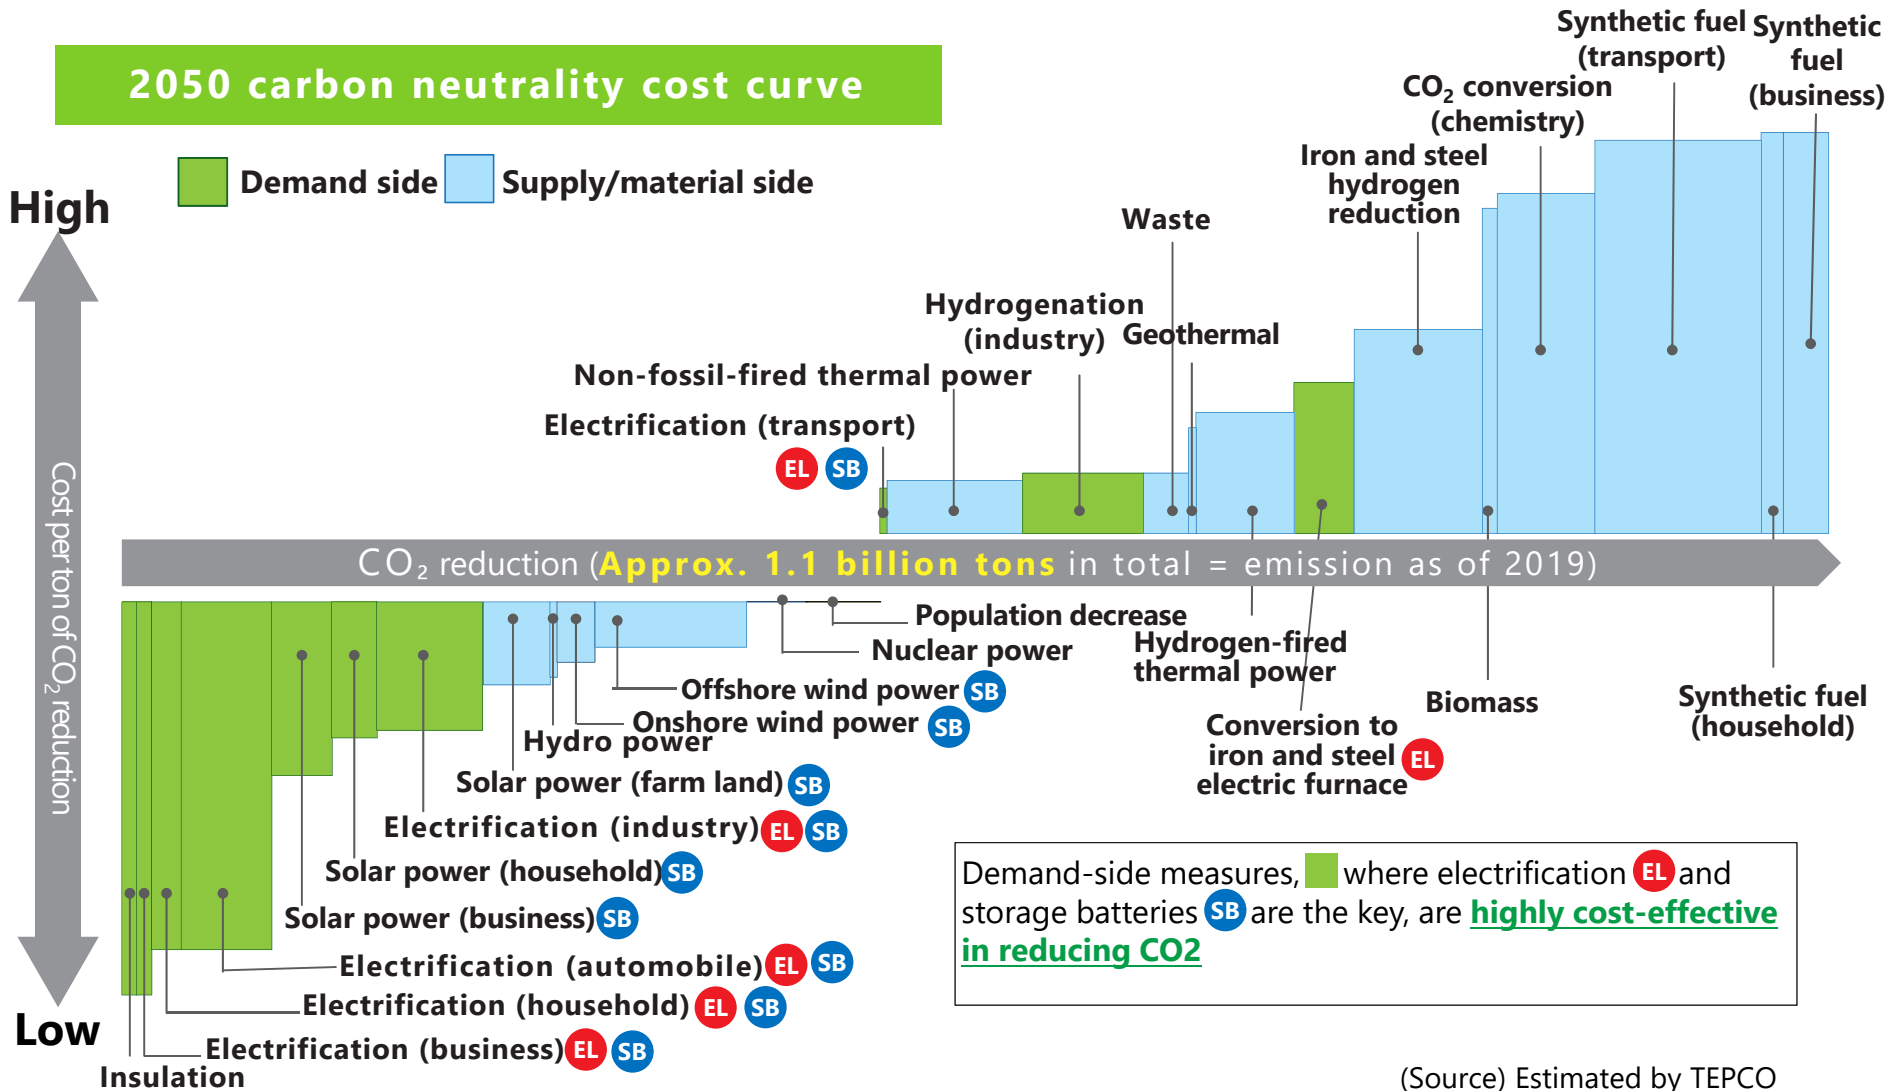 2050 carbon neutrality cost curve
Demand side
Supply/material side
High
Cost per ton of CO₂ reduction
Low
Synthetic fuel
(transport)
Synthetic
fuel
(business)
CO₂ conversion
(chemistry)
Iron and steel
hydrogen
reduction
Waste
Hydrogenation
(industry)
Geothermal
Non-fossil-fired thermal power
Electrification (transport)
EL SB
CO₂ reduction (Approx. 1.1 billion tons in total = emission as of 2019)
Population decrease
Nuclear power
Offshore wind power SB
Onshore wind power SB
Hydro power
Solar power (farm land) SB
Electrification (industry) EL SB
Solar power (household) SB
Solar power (business) SB
Electrification (automobile) EL SB
Electrification (household) EL SB
Electrification (business) EL SB
Insulation
Hydrogen-fired
thermal power
Conversion to
iron and steel
electric furnace EL
Biomass
Synthetic fuel
(household)
Demand-side measures, where electrification EL and
storage batteries SB are the key, are highly cost-effective
in reducing CO2
(Source) Estimated by TEPCO